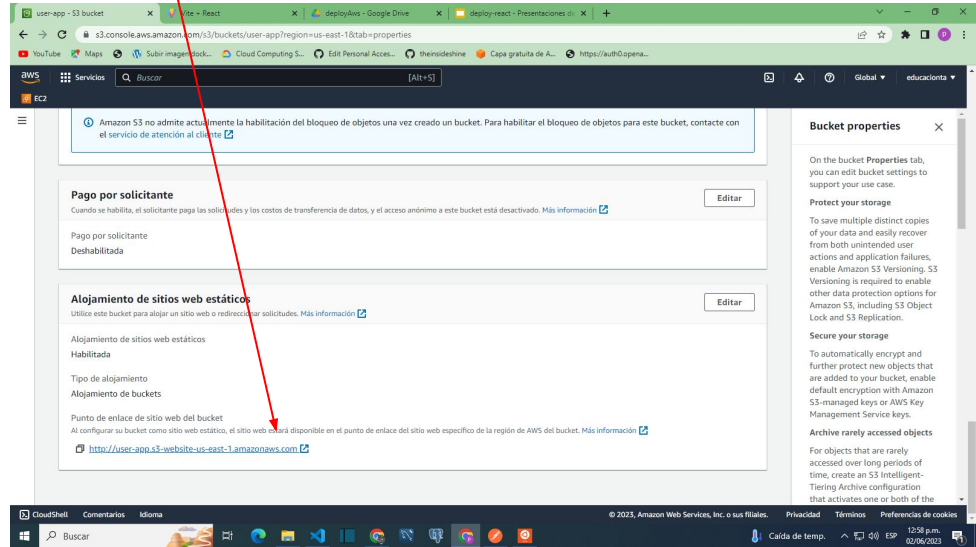 user-app - S3 bucket
Vite + React
deployAws - Google Drive
deploy-react - Presentaciones de
s3.console.aws.amazon.com/s3/buckets/user-app?region=us-east-1&tab=properties
YouTube
Maps
Subir imagen dock...
Cloud Computing S...
Edit Personal Acces...
theinsideshine
Capa gratuita de A...
https://auth0.opena...
aws
Servicios
Buscar
[Alt+S]
Global
educacionta
EC2
Amazon S3 no admite actualmente la habilitación del bloqueo de objetos una vez creado un bucket. Para habilitar el bloqueo de objetos para este bucket, contacte con
el servicio de atención al cliente
Pago por solicitante
Editar
Cuando se habilita, el solicitante paga las solicitudes y los costos de transferencia de datos, y el acceso anónimo a este bucket está desactivado. Más información
Pago por solicitante
Deshabilitada
Alojamiento de sitios web estáticos
Editar
Utilice este bucket para alojar un sitio web o redireccionar solicitudes. Más información
Alojamiento de sitios web estáticos
Habilitada
Tipo de alojamiento
Alojamiento de buckets
Punto de enlace de sitio web del bucket
Al configurar su bucket como sitio web estático, el sitio web estará disponible en el punto de enlace del sitio web específico de la región de AWS del bucket. Más información
http://user-app.s3-website-us-east-1.amazonaws.com
Bucket properties
On the bucket Properties tab,
you can edit bucket settings to
support your use case.
Protect your storage
To save multiple distinct copies
of your data and easily recover
from both unintended user
actions and application failures,
enable Amazon S3 Versioning. S3
Versioning is required to enable
other data protection options for
Amazon S3, including S3 Object
Lock and S3 Replication.
Secure your storage
To automatically encrypt and
further protect new objects that
are added to your bucket, enable
default encryption with Amazon
S3-managed keys or AWS Key
Management Service keys.
Archive rarely accessed objects
For objects that are rarely
accessed over long periods of
time, create an S3 Intelligent-
Tiering Archive configuration
that activates one or both of the
CloudShell
Comentarios
Idioma
© 2023, Amazon Web Services, Inc. o sus filiales.
Privacidad
Términos
Preferencias de cookies
Buscar
Caída de temp.
ESP
12:58 p.m.
02/06/2023